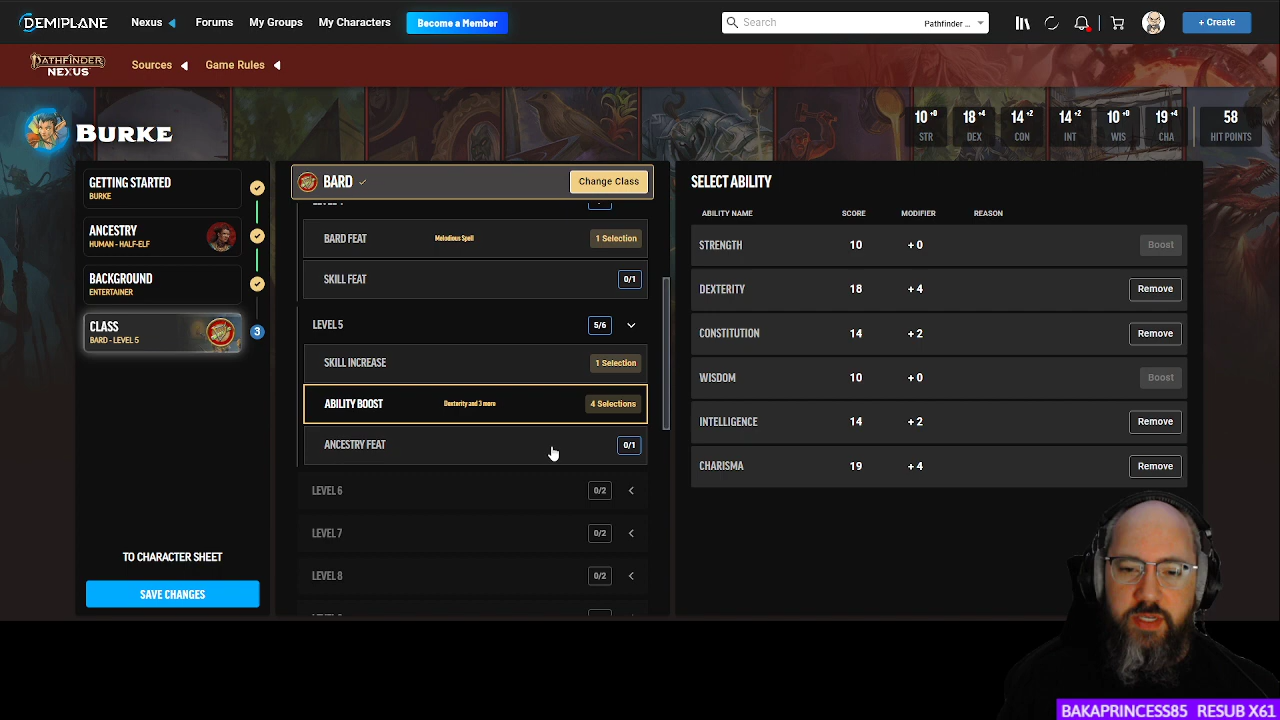 DEMIPLANE Nexus Forums My Groups My Characters Become a Member Search Pathfinder ... + Create
PATHFINDER NEXUS Sources Game Rules
BURKE
10 +0 18 +4 14 +2 14 +2 10 +0 19 +4 58
STR DEX CON INT WIS CHA HIT POINTS
GETTING STARTED
BURKE
ANCESTRY
HUMAN - HALF-ELF
BACKGROUND
ENTERTAINER
CLASS
BARD - LEVEL 5
3
TO CHARACTER SHEET
SAVE CHANGES
BARD Change Class
BARD FEAT Melodious Spell 1 Selection
SKILL FEAT 0/1
LEVEL 5 5/6
SKILL INCREASE 1 Selection
ABILITY BOOST Dexterity and 3 more 4 Selections
ANCESTRY FEAT 0/1
LEVEL 6 0/2
LEVEL 7 0/2
LEVEL 8 0/2
SELECT ABILITY
ABILITY NAME SCORE MODIFIER REASON
STRENGTH 10 + 0 Boost
DEXTERITY 18 + 4 Remove
CONSTITUTION 14 + 2 Remove
WISDOM 10 + 0 Boost
INTELLIGENCE 14 + 2 Remove
CHARISMA 19 + 4 Remove
BAKAPRINCESS85 RESUB X61